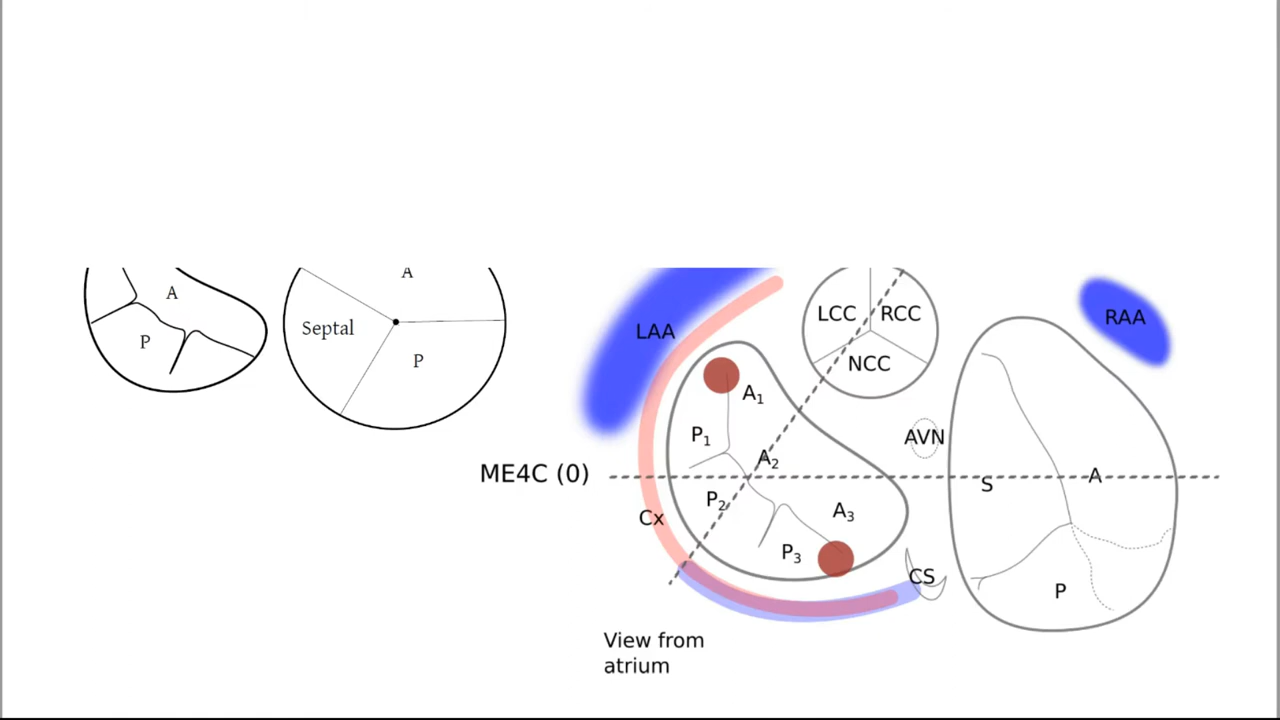 A
P
A
Septal
P
LAA
LCC
RCC
NCC
RAA
A1
P1
A2
AVN
ME4C (0)
S
A
P2
Cx
A3
P3
CS
P
View from
atrium